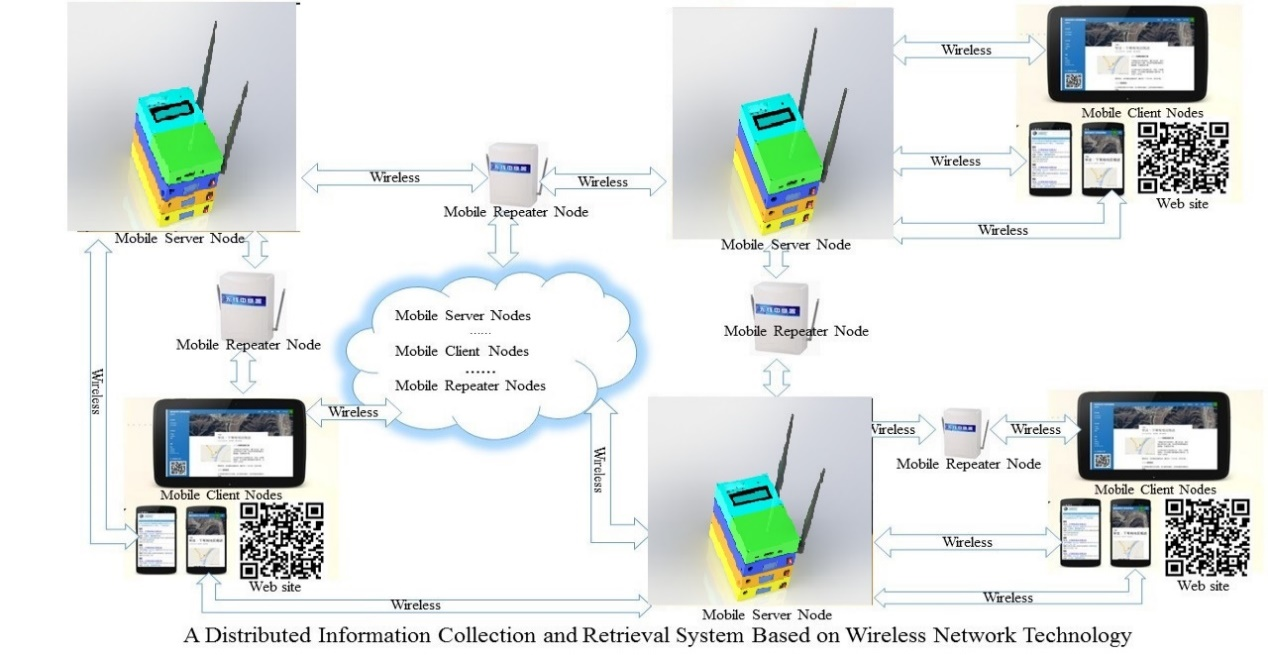 Wireless
Mobile Client Nodes
Wireless
Wireless
Mobile Repeater Node
Wireless
Wireless
Web site
Wireless
Mobile Server Node
Mobile Server Node
Mobile Repeater Node
Mobile Server Nodes
......
Mobile Client Nodes
......
Mobile Repeater Nodes
Mobile Repeater Node
Wireless
Wireless
Wireless
Wireless
Mobile Repeater Node
Wireless
Mobile Client Nodes
Mobile Client Nodes
Wireless
Wireless
Web site
Web site
Wireless
Wireless
Mobile Server Node
A Distributed Information Collection and Retrieval System Based on Wireless Network Technology